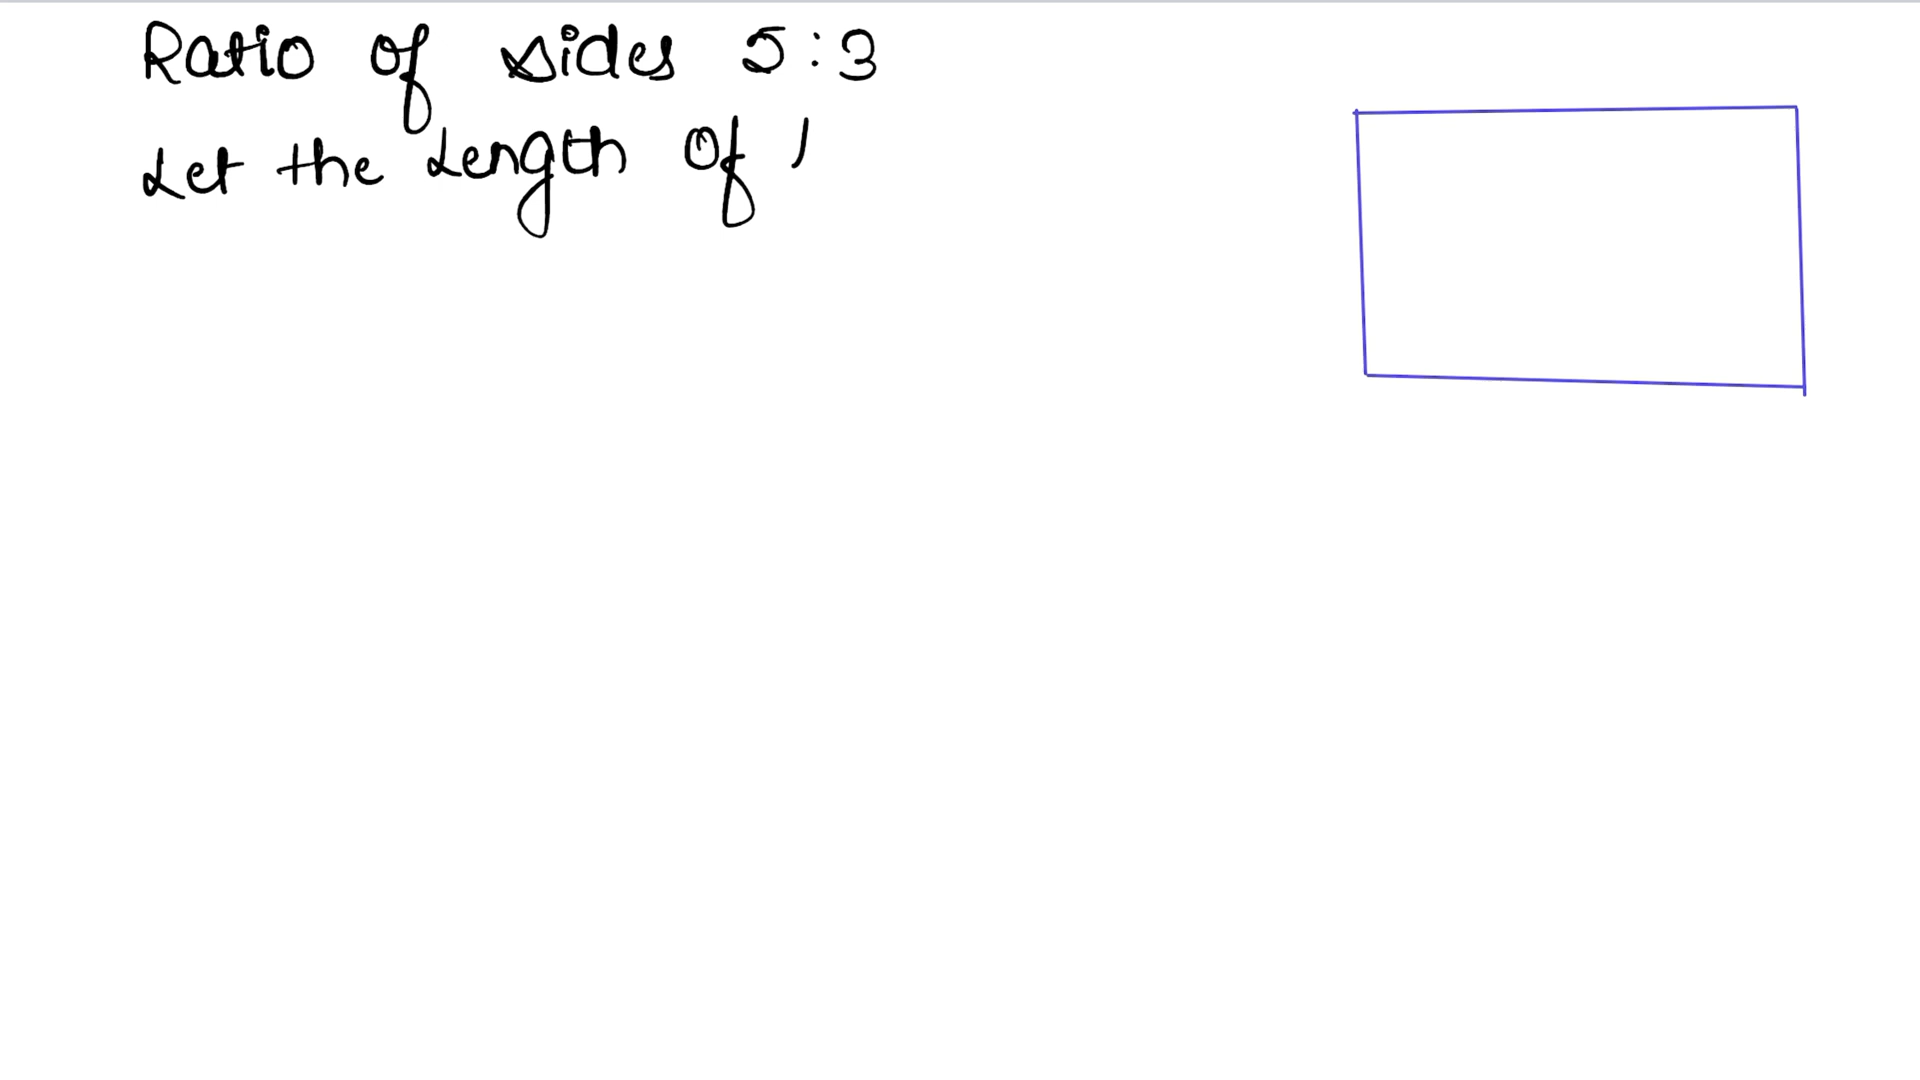 Ratio of sides 5:3
Let the Length of